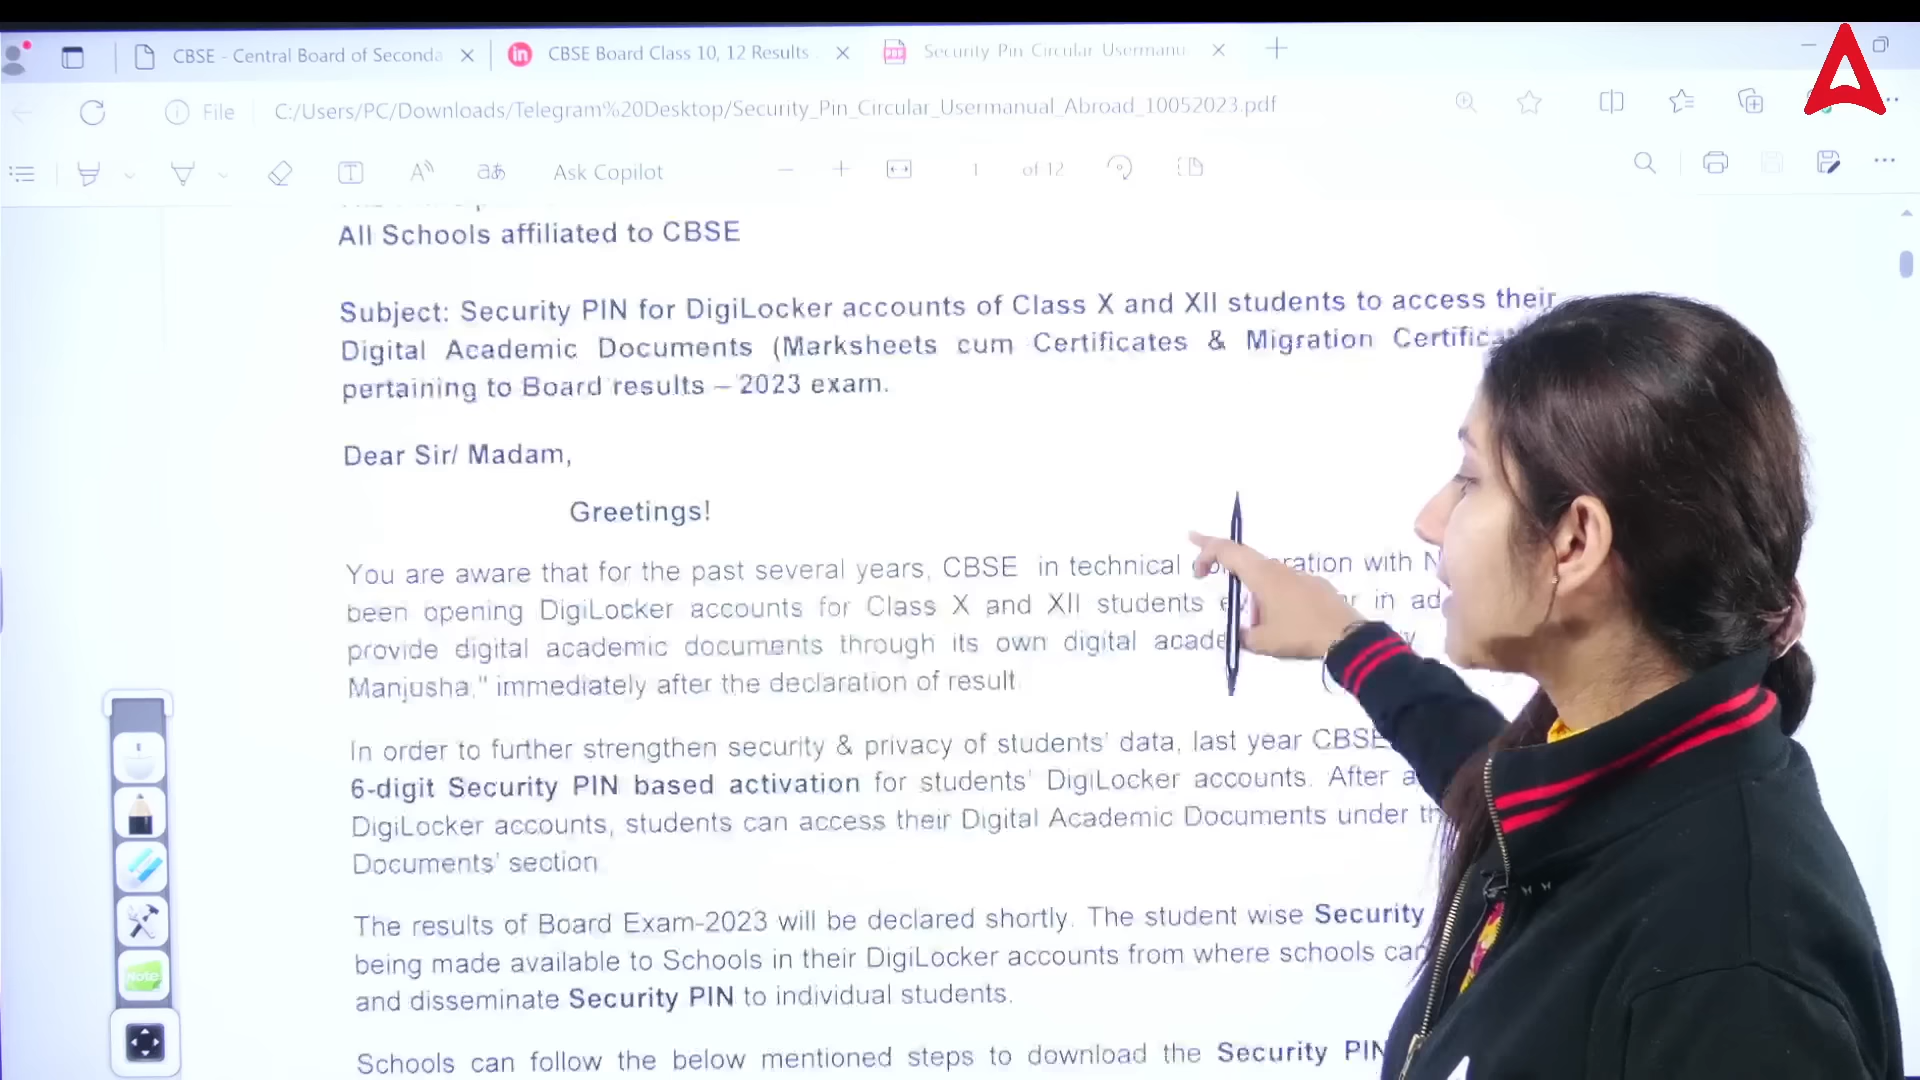 CBSE - Central Board of Seconda
CBSE Board Class 10, 12 Results
Security Pin Circular Usermanu
File
C:/Users/PC/Downloads/Telegram%20Desktop/Security_Pin_Circular_Usermanual_Abroad_10052023.pdf
Ask Copilot
1 of 12
All Schools affiliated to CBSE
Subject: Security PIN for DigiLocker accounts of Class X and XII students to access their
Digital Academic Documents (Marksheets cum Certificates & Migration Certific
pertaining to Board results – 2023 exam.
Dear Sir/ Madam,
Greetings!
You are aware that for the past several years, CBSE in technical ration with N
been opening DigiLocker accounts for Class X and XII students in ad
provide digital academic documents through its own digital acade
Manjusha," immediately after the declaration of result
In order to further strengthen security & privacy of students' data, last year CBSE
6-digit Security PIN based activation for students' DigiLocker accounts. After a
DigiLocker accounts, students can access their Digital Academic Documents under th
Documents' section
The results of Board Exam-2023 will be declared shortly. The student wise Security
being made available to Schools in their DigiLocker accounts from where schools can
and disseminate Security PIN to individual students.
Schools can follow the below mentioned steps to download the Security PIN
Note